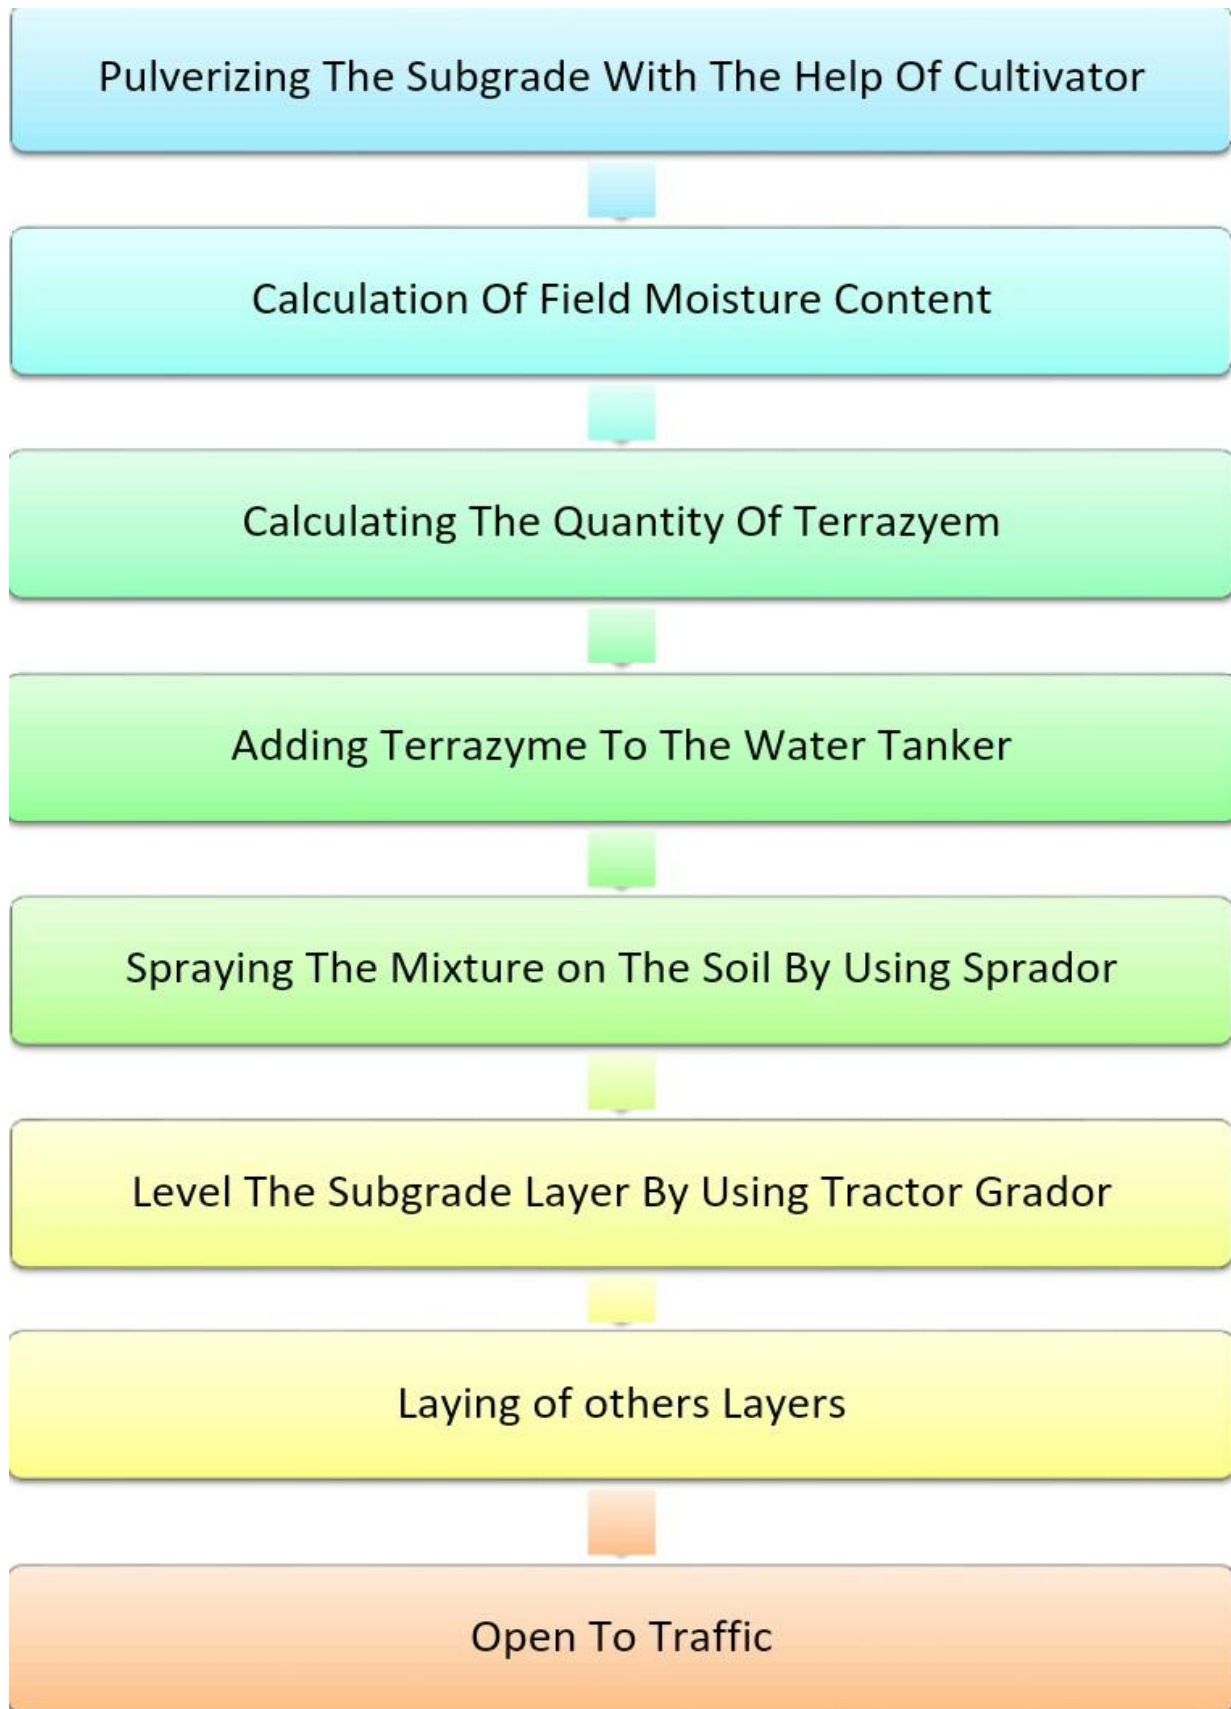 Pulverizing The Subgrade With The Help Of Cultivator
Calculation Of Field Moisture Content
Calculating The Quantity Of Terrazyem
Adding Terrazyme To The Water Tanker
Spraying The Mixture on The Soil By Using Sprador
Level The Subgrade Layer By Using Tractor Grador
Laying of others Layers
Open To Traffic